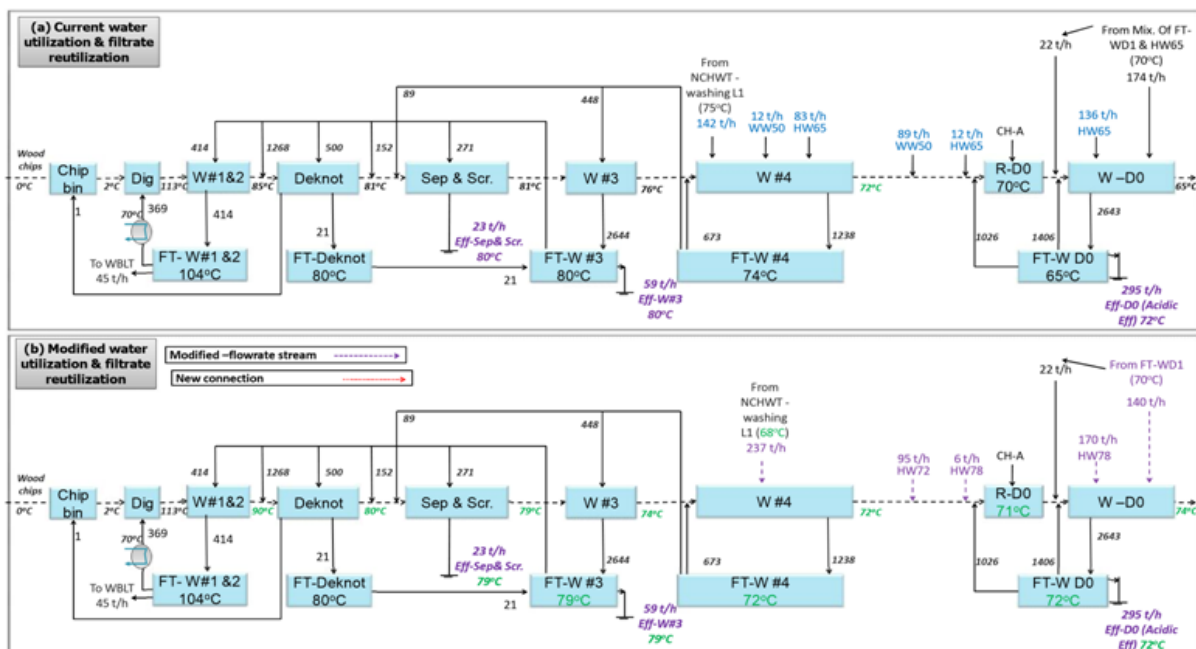 (a) Current water
utilization & filtrate
reutilization
From
NCHWT -
washing L1
(75°C)
142 t/h
12 t/h
WW50
83 t/h
HW65
22 t/h
From Mix. Of FT-
WD1 & HW65
(70°C)
174 t/h
89
448
89 t/h
WW50
12 t/h
HW65
CH-A
136 t/h
HW65
414
1268
500
152
271
Wood
chips
0°C
Chip
bin
2°C
Dig
113°C
W#1&2
85°C
Deknot
81°C
Sep & Scr.
81°C
W #3
76°C
W #4
72°C
R-D0
70°C
W –D0
65°C
1
70°C
369
414
21
23 t/h
Eff-Sep& Scr.
80°C
2644
673
1238
1026
1406
2643
To WBLT
45 t/h
FT- W#1 &2
104°C
FT-Deknot
80°C
21
FT-W #3
80°C
59 t/h
Eff-W#3
80°C
FT-W #4
74°C
FT-W D0
65°C
295 t/h
Eff-D0 (Acidic
Eff) 72°C
(b) Modified water
utilization & filtrate
reutilization
Modified –flowrate stream
New connection
From
NCHWT -
washing
L1 (68°C)
237 t/h
22 t/h
From FT-WD1
(70°C)
140 t/h
89
448
95 t/h
HW72
6 t/h
HW78
CH-A
170 t/h
HW78
414
1268
500
152
271
Wood
chips
0°C
Chip
bin
2°C
Dig
113°C
W#1&2
90°C
Deknot
80°C
Sep & Scr.
79°C
W #3
74°C
W #4
72°C
R-D0
71°C
W –D0
74°C
1
70°C
369
414
21
23 t/h
Eff-Sep& Scr.
79°C
2644
673
1238
1026
1406
2643
To WBLT
45 t/h
FT- W#1 &2
104°C
FT-Deknot
80°C
21
FT-W #3
79°C
59 t/h
Eff-W#3
79°C
FT-W #4
72°C
FT-W D0
72°C
295 t/h
Eff-D0 (Acidic
Eff) 72°C